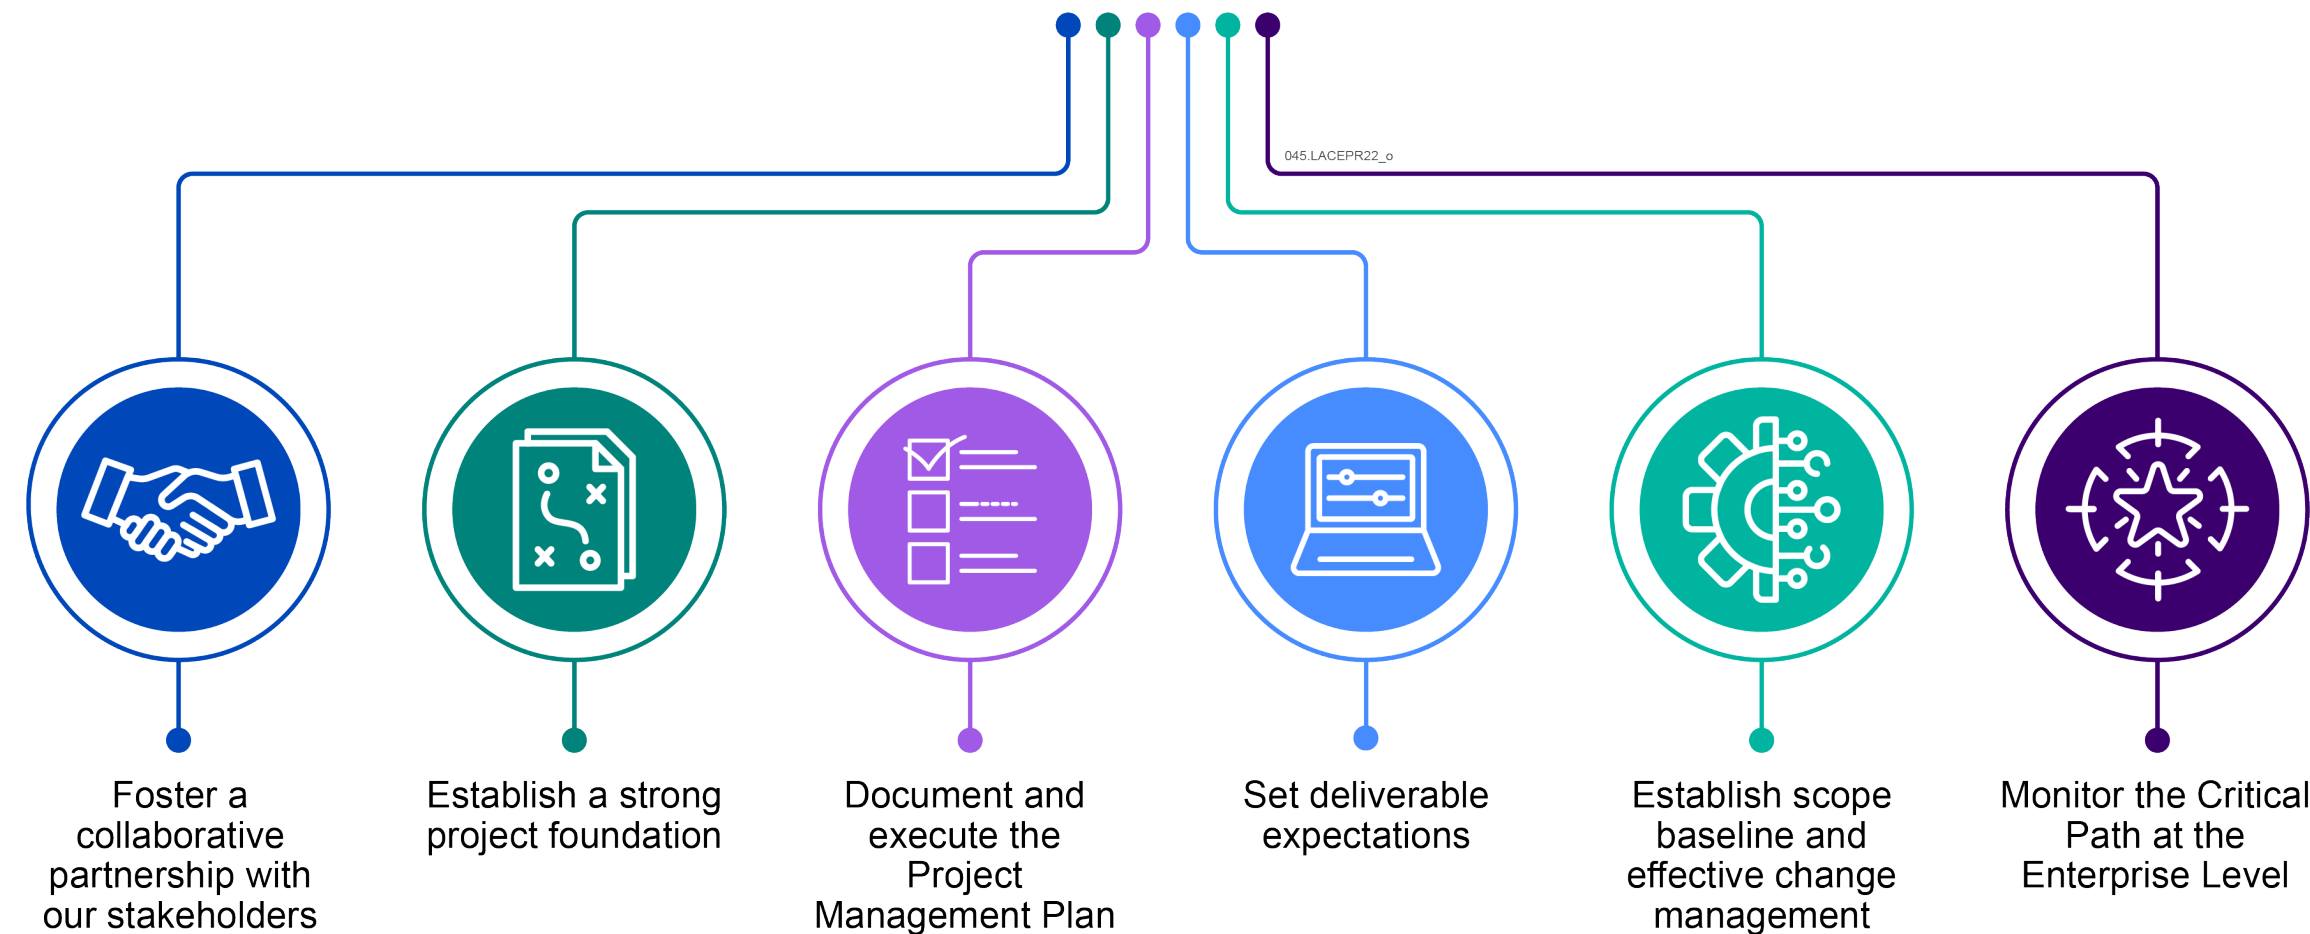 045.LACEPR22_o
Foster a
collaborative
partnership with
our stakeholders
Establish a strong
project foundation
Document and
execute the
Project
Management Plan
Set deliverable
expectations
Establish scope
baseline and
effective change
management
Monitor the Critical
Path at the
Enterprise Level